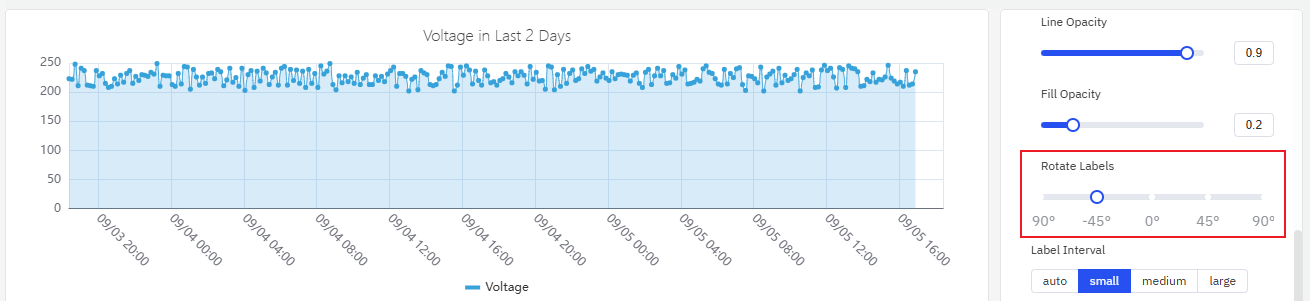 Voltage in Last 2 Days
250
200
150
100
50
0
09/03 20:00
09/04 00:00
09/04 04:00
09/04 08:00
09/04 12:00
09/04 16:00
09/04 20:00
09/05 00:00
09/05 04:00
09/05 08:00
09/05 12:00
09/05 16:00
Voltage
Line Opacity
0.9
Fill Opacity
0.2
Rotate Labels
90° -45° 0° 45° 90°
Label Interval
auto small medium large